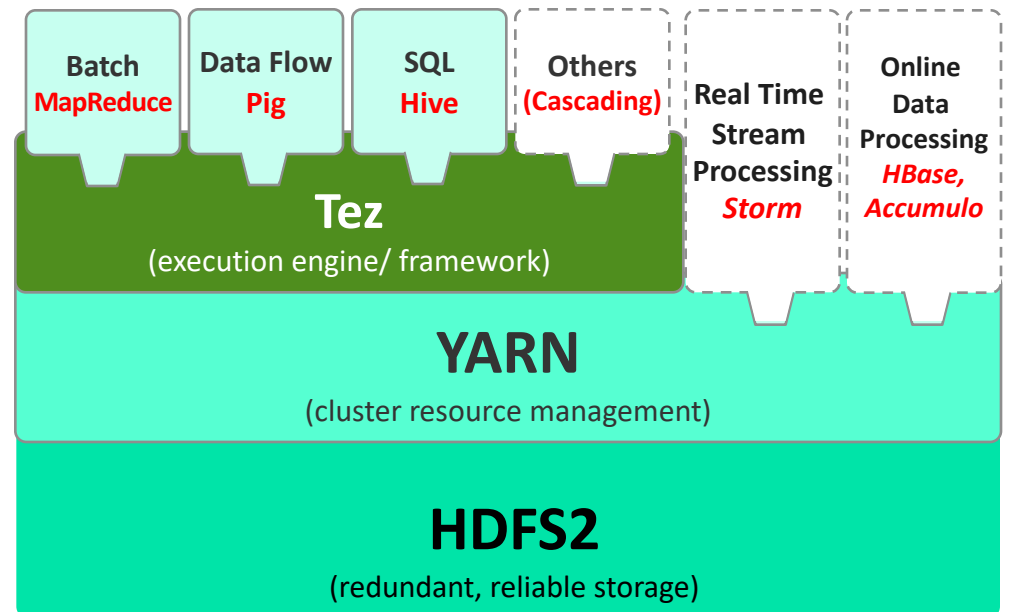 Batch
MapReduce
Data Flow
Pig
SQL
Hive
Others
(Cascading)
Real Time
Stream
Processing
Storm
Online
Data
Processing
HBase,
Accumulo
Tez
(execution engine/ framework)
YARN
(cluster resource management)
HDFS2
(redundant, reliable storage)